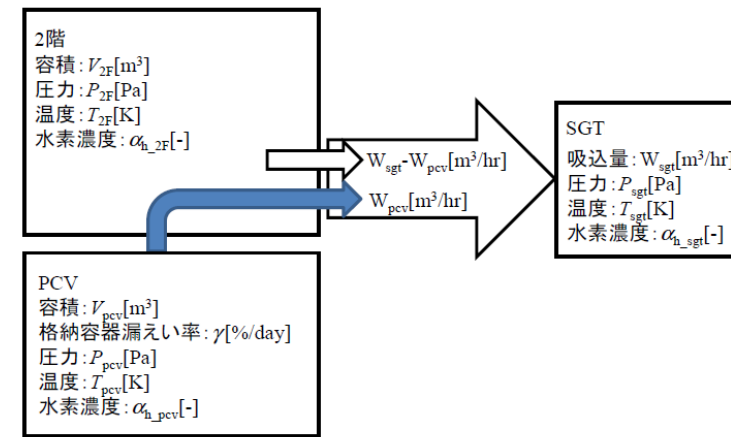 2階
容積:V2F[m³]
圧力:P2F[Pa]
温度:T2F[K]
水素濃度:αh_2F[-]
Wsgt-Wpcv[m³/hr]
Wpcv[m³/hr]
SGT
吸込量:Wsgt[m³/hr]
圧力:Psgt[Pa]
温度:Tsgt[K]
水素濃度:αh_sgt[-]
PCV
容積:Vpcv[m³]
格納容器漏えい率:γ[%/day]
圧力:Ppcv[Pa]
温度:Tpcv[K]
水素濃度:αh_pcv[-]